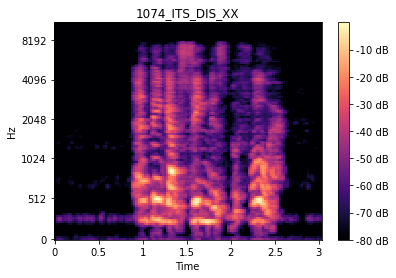 1074_ITS_DIS_XX
8192
4096
2048
1024
512
0
Hz
0 0.5 1 1.5 2 2.5 3
Time
-10 dB
-20 dB
-30 dB
-40 dB
-50 dB
-60 dB
-70 dB
-80 dB